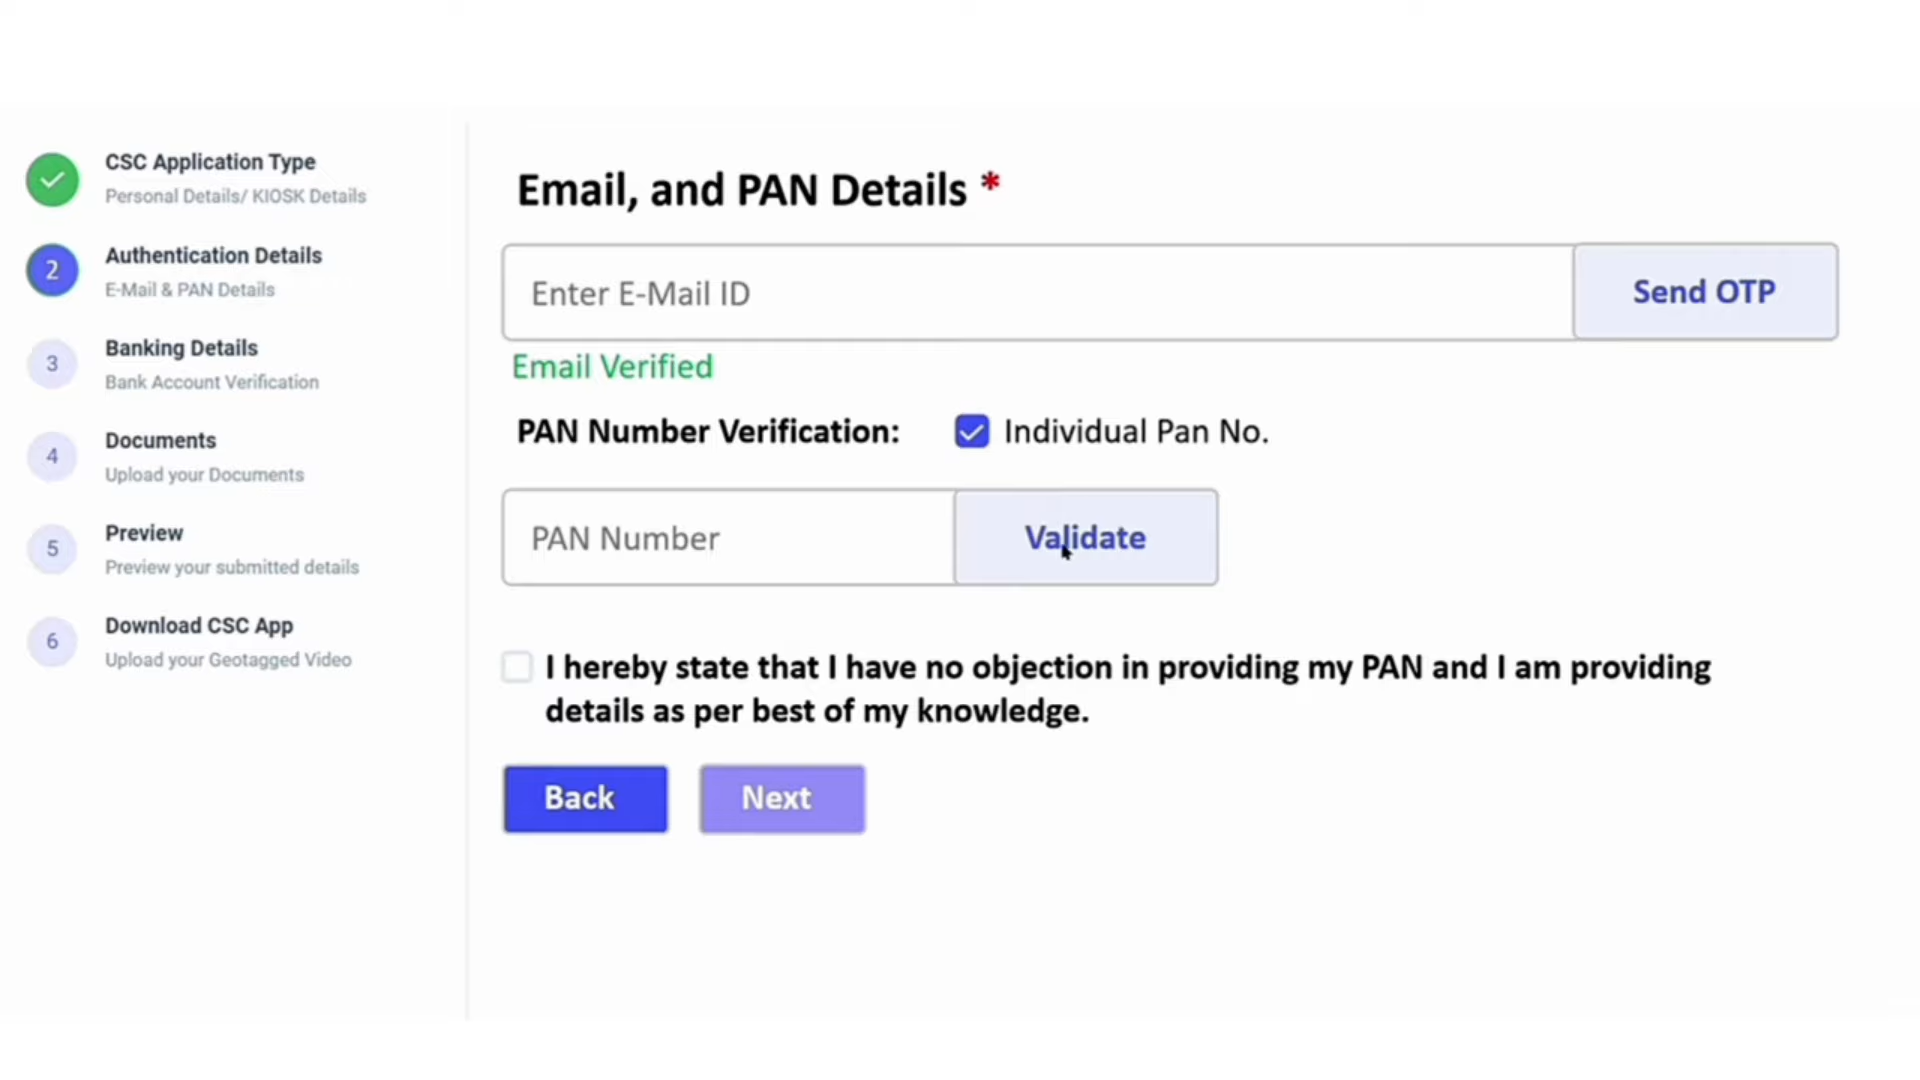 CSC Application Type
Personal Details/ KIOSK Details
2
Authentication Details
E-Mail & PAN Details
3
Banking Details
Bank Account Verification
4
Documents
Upload your Documents
5
Preview
Preview your submitted details
6
Download CSC App
Upload your Geotagged Video
Email, and PAN Details *
Enter E-Mail ID
Send OTP
Email Verified
PAN Number Verification:
Individual Pan No.
PAN Number
Validate
I hereby state that I have no objection in providing my PAN and I am providing
details as per best of my knowledge.
Back
Next